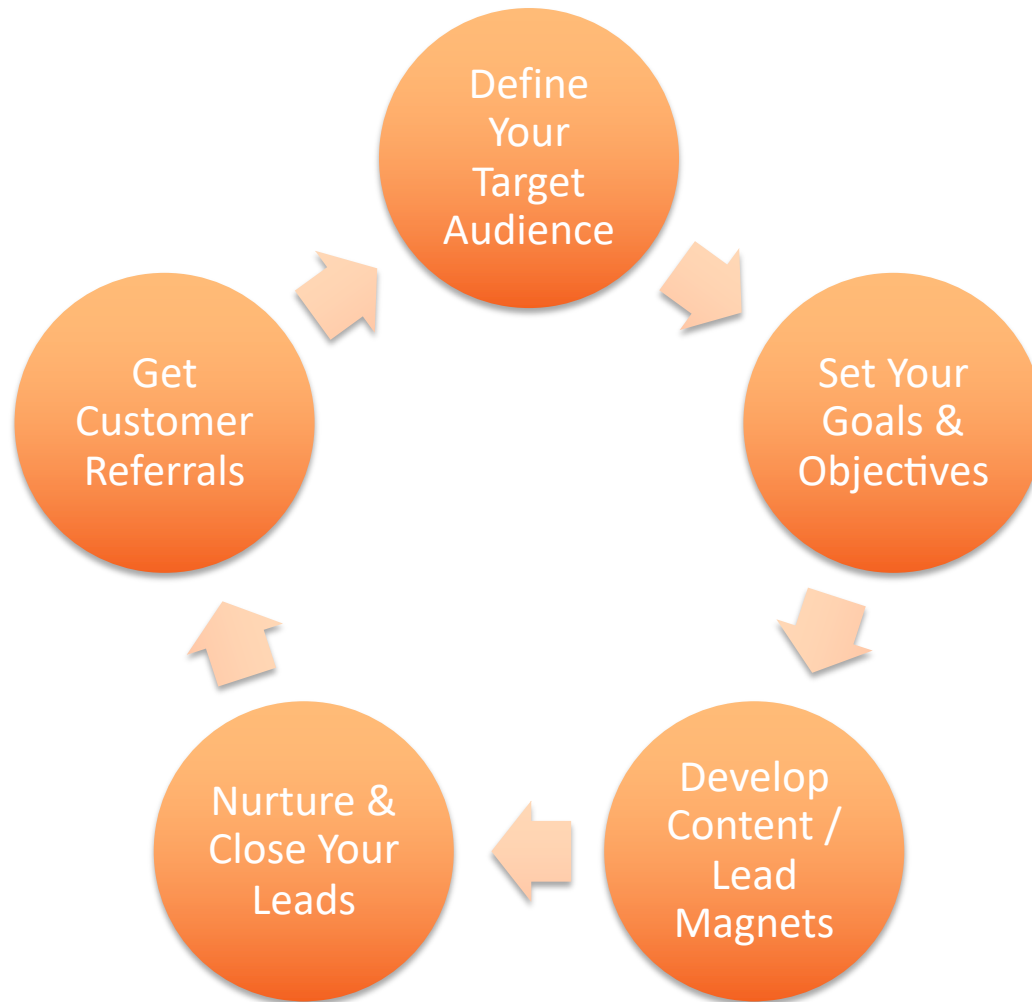 Define
Your
Target
Audience
Set Your
Goals &
Objectives
Develop
Content /
Lead
Magnets
Nurture &
Close Your
Leads
Get
Customer
Referrals